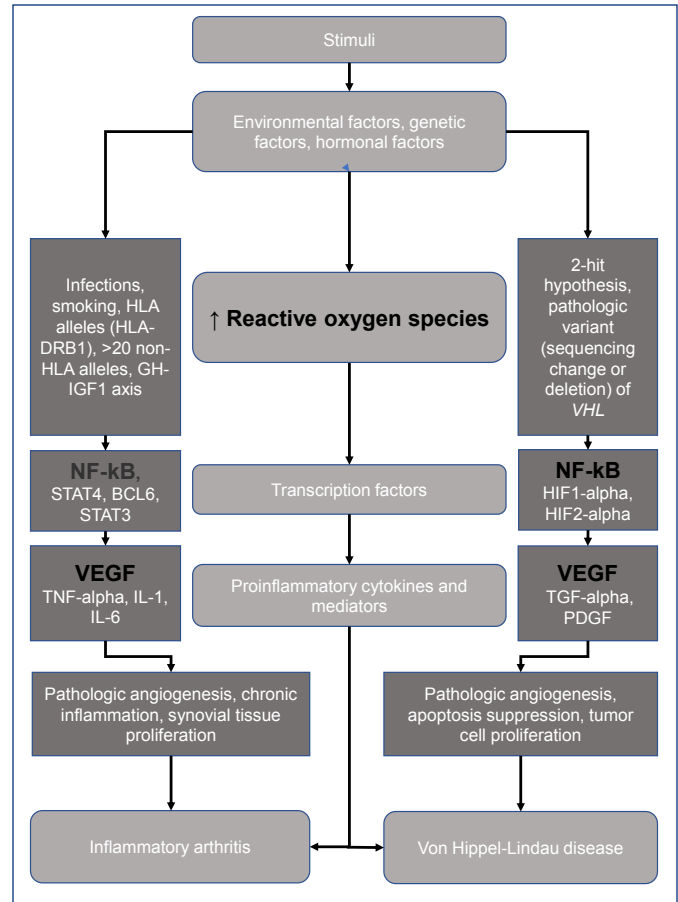 Stimuli
Environmental factors, genetic
factors, hormonal factors
Infections,
smoking, HLA
alleles (HLA-
DRB1), >20 non-
HLA alleles, GH-
IGF1 axis
↑ Reactive oxygen species
2-hit
hypothesis,
pathologic
variant
(sequencing
change or
deletion) of
VHL
NF-kB,
STAT4, BCL6,
STAT3
Transcription factors
NF-kB
HIF1-alpha,
HIF2-alpha
VEGF
TNF-alpha, IL-1,
IL-6
Proinflammatory cytokines and
mediators
VEGF
TGF-alpha,
PDGF
Pathologic angiogenesis, chronic
inflammation, synovial tissue
proliferation
Pathologic angiogenesis,
apoptosis suppression, tumor
cell proliferation
Inflammatory arthritis
Von Hippel-Lindau disease